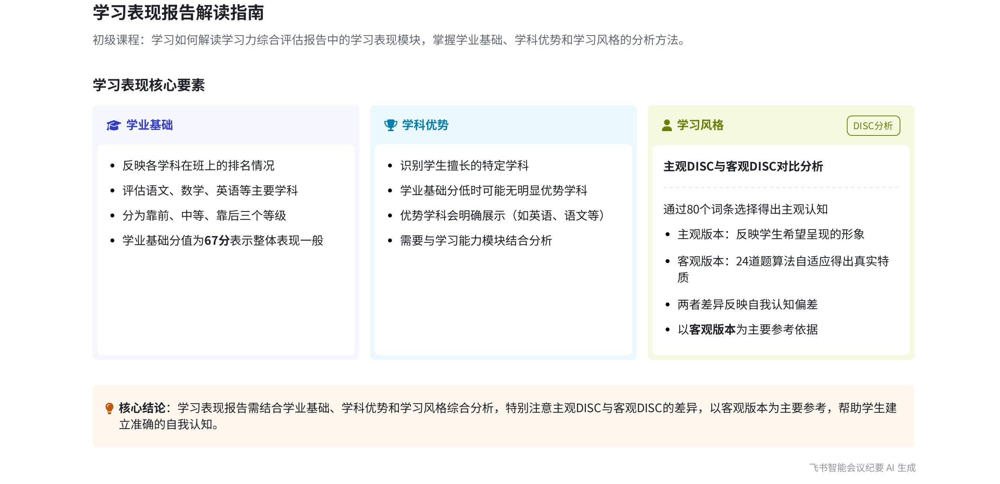 学习表现报告解读指南
初级课程：学习如何解读学习力综合评估报告中的学习表现模块，掌握学业基础、学科优势和学习风格的分析方法。
学习表现核心要素
学业基础
反映各学科在班上的排名情况
评估语文、数学、英语等主要学科
分为靠前、中等、靠后三个等级
学业基础分值为67分表示整体表现一般
学科优势
识别学生擅长的特定学科
学业基础分低时可能无明显优势学科
优势学科会明确展示（如英语、语文等）
需要与学习能力模块结合分析
学习风格
DISC分析
主观DISC与客观DISC对比分析
通过80个词条选择得出主观认知
主观版本：反映学生希望呈现的形象
客观版本：24道题算法自适应得出真实特
质
两者差异反映自我认知偏差
以客观版本为主要参考依据
核心结论：学习表现报告需结合学业基础、学科优势和学习风格综合分析，特别注意主观DISC与客观DISC的差异，以客观版本为主要参考，帮助学生建
立准确的自我认知。
飞书智能会议纪要 AI 生成